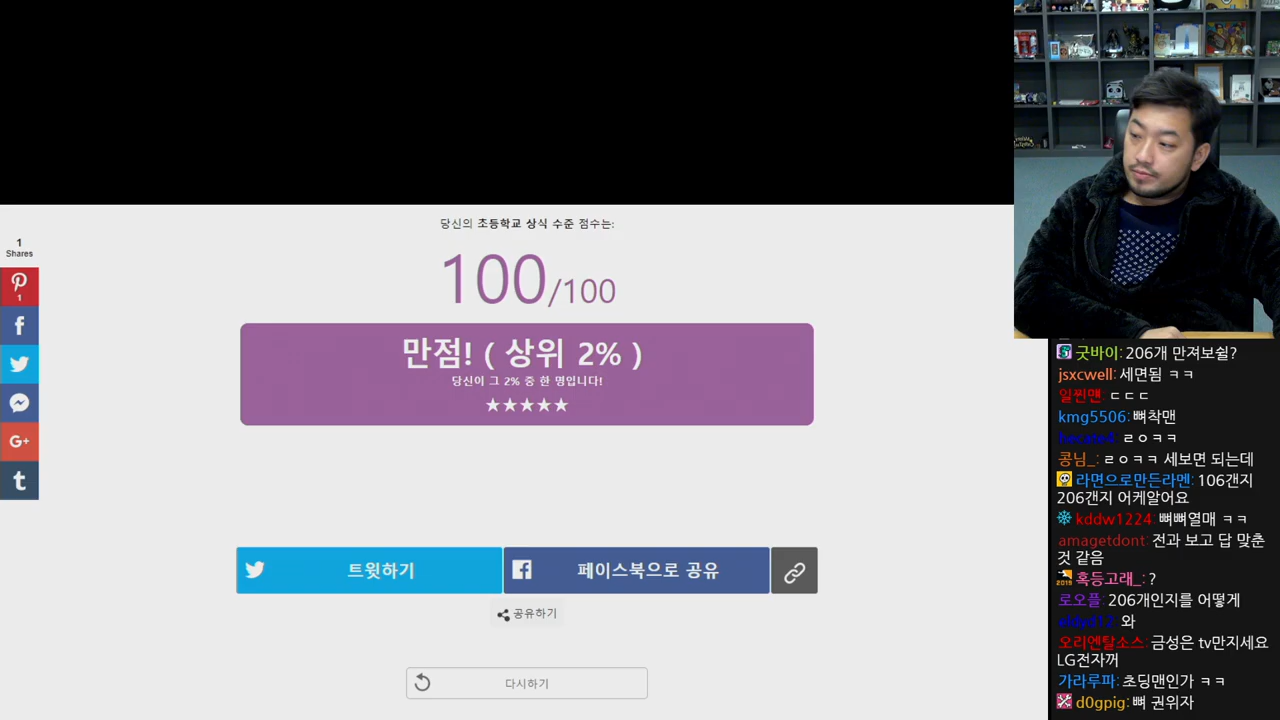 당신의 초등학교 상식 수준 점수는:
100/100
만점! ( 상위 2% )
당신이 그 2% 중 한 명입니다!
★★★★★
1
Shares
1
트윗하기
페이스북으로 공유
공유하기
다시하기
굿바이: 206개 만져보쉴?
jsxcwell: 세면됨 ㅋㅋ
일찐맨: ㄷㄷㄷ
kmg5506: 뼈착맨
hecate4: ㄹㅇㅋㅋ
콩님_: ㄹㅇㅋㅋ 세보면 되는데
라면으로만든라멘: 106갠지
206갠지 어케알어요
kddw1224: 뼈뼈열매 ㅋㅋ
amagetdont: 전과 보고 답 맞춘
것 같음
2019 혹등고래_: ?
로오플: 206개인지를 어떻게
와
오리엔탈소스: 금성은 tv만지세요
LG전자꺼
가라루파: 초딩맨인가 ㅋㅋ
d0gpig: 뼈 권위자